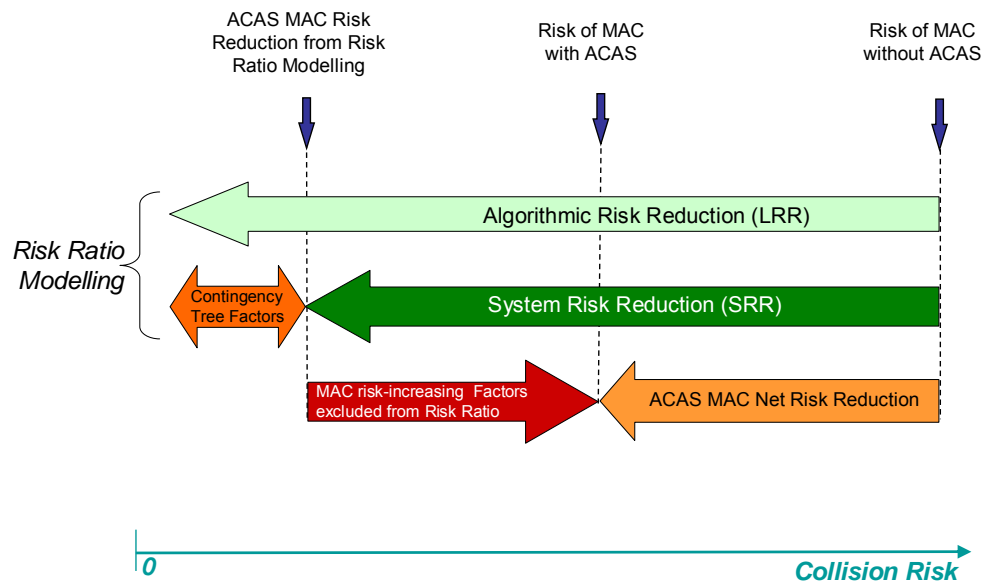 ACAS MAC Risk
Reduction from Risk
Ratio Modelling
Risk of MAC
with ACAS
Risk of MAC
without ACAS
Algorithmic Risk Reduction (LRR)
Risk Ratio
Modelling
Contingency
Tree Factors
System Risk Reduction (SRR)
MAC risk-increasing Factors
excluded from Risk Ratio
ACAS MAC Net Risk Reduction
0
Collision Risk